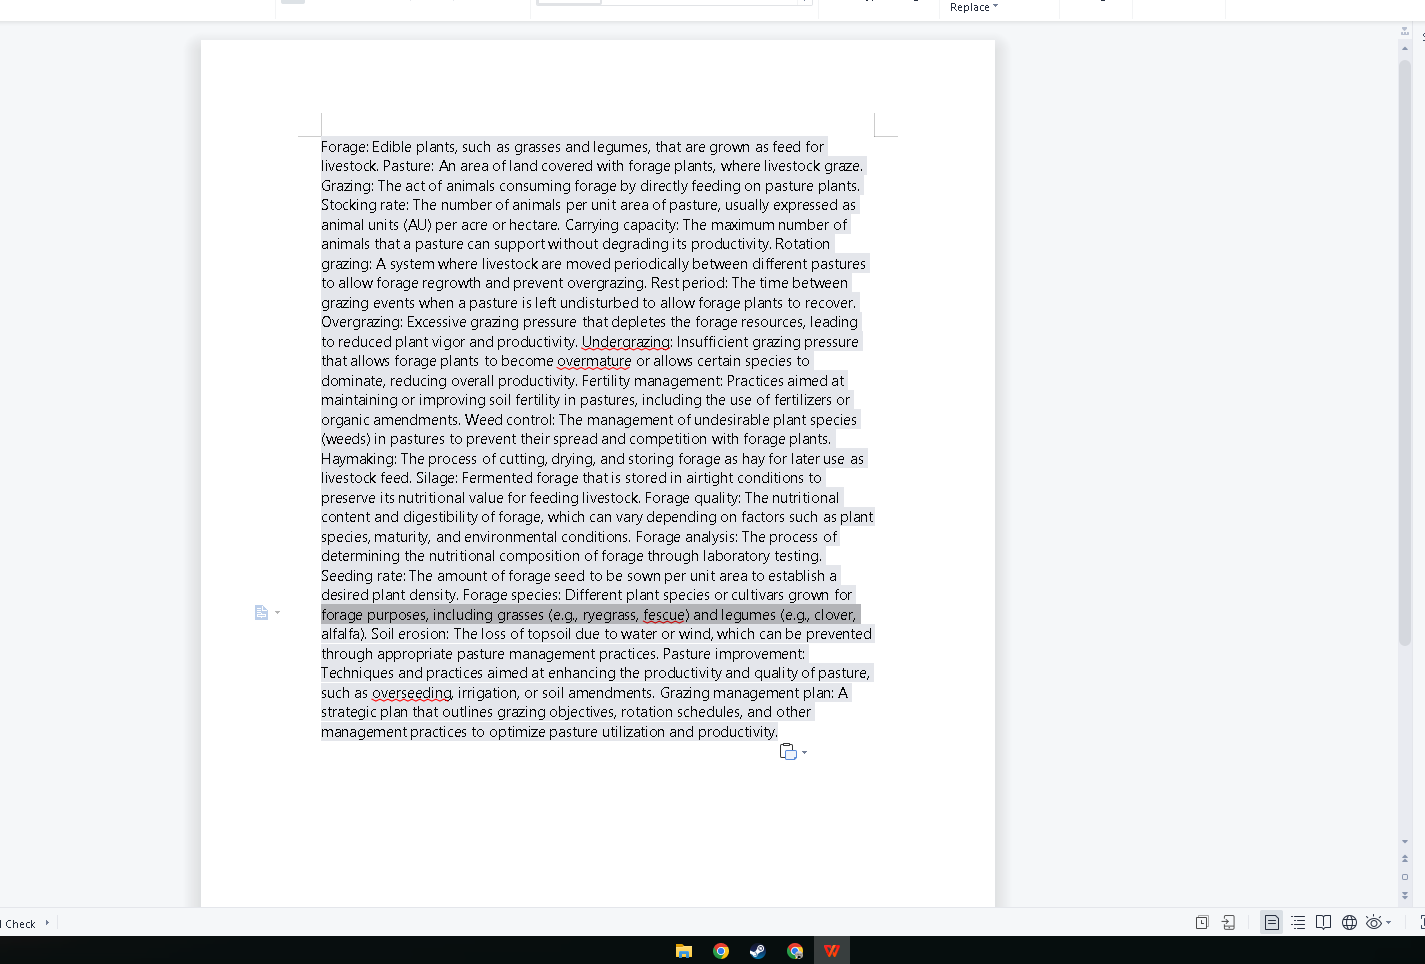 Replace
Forage: Edible plants, such as grasses and legumes, that are grown as feed for
livestock. Pasture: An area of land covered with forage plants, where livestock graze.
Grazing: The act of animals consuming forage by directly feeding on pasture plants.
Stocking rate: The number of animals per unit area of pasture, usually expressed as
animal units (AU) per acre or hectare. Carrying capacity: The maximum number of
animals that a pasture can support without degrading its productivity. Rotation
grazing: A system where livestock are moved periodically between different pastures
to allow forage regrowth and prevent overgrazing. Rest period: The time between
grazing events when a pasture is left undisturbed to allow forage plants to recover.
Overgrazing: Excessive grazing pressure that depletes the forage resources, leading
to reduced plant vigor and productivity. Undergrazing: Insufficient grazing pressure
that allows forage plants to become overmature or allows certain species to
dominate, reducing overall productivity. Fertility management: Practices aimed at
maintaining or improving soil fertility in pastures, including the use of fertilizers or
organic amendments. Weed control: The management of undesirable plant species
(weeds) in pastures to prevent their spread and competition with forage plants.
Haymaking: The process of cutting, drying, and storing forage as hay for later use as
livestock feed. Silage: Fermented forage that is stored in airtight conditions to
preserve its nutritional value for feeding livestock. Forage quality: The nutritional
content and digestibility of forage, which can vary depending on factors such as plant
species, maturity, and environmental conditions. Forage analysis: The process of
determining the nutritional composition of forage through laboratory testing.
Seeding rate: The amount of forage seed to be sown per unit area to establish a
desired plant density. Forage species: Different plant species or cultivars grown for
forage purposes, including grasses (e.g., ryegrass, fescue) and legumes (e.g., clover,
alfalfa). Soil erosion: The loss of topsoil due to water or wind, which can be prevented
through appropriate pasture management practices. Pasture improvement:
Techniques and practices aimed at enhancing the productivity and quality of pasture,
such as overseeding, irrigation, or soil amendments. Grazing management plan: A
strategic plan that outlines grazing objectives, rotation schedules, and other
management practices to optimize pasture utilization and productivity.
Check